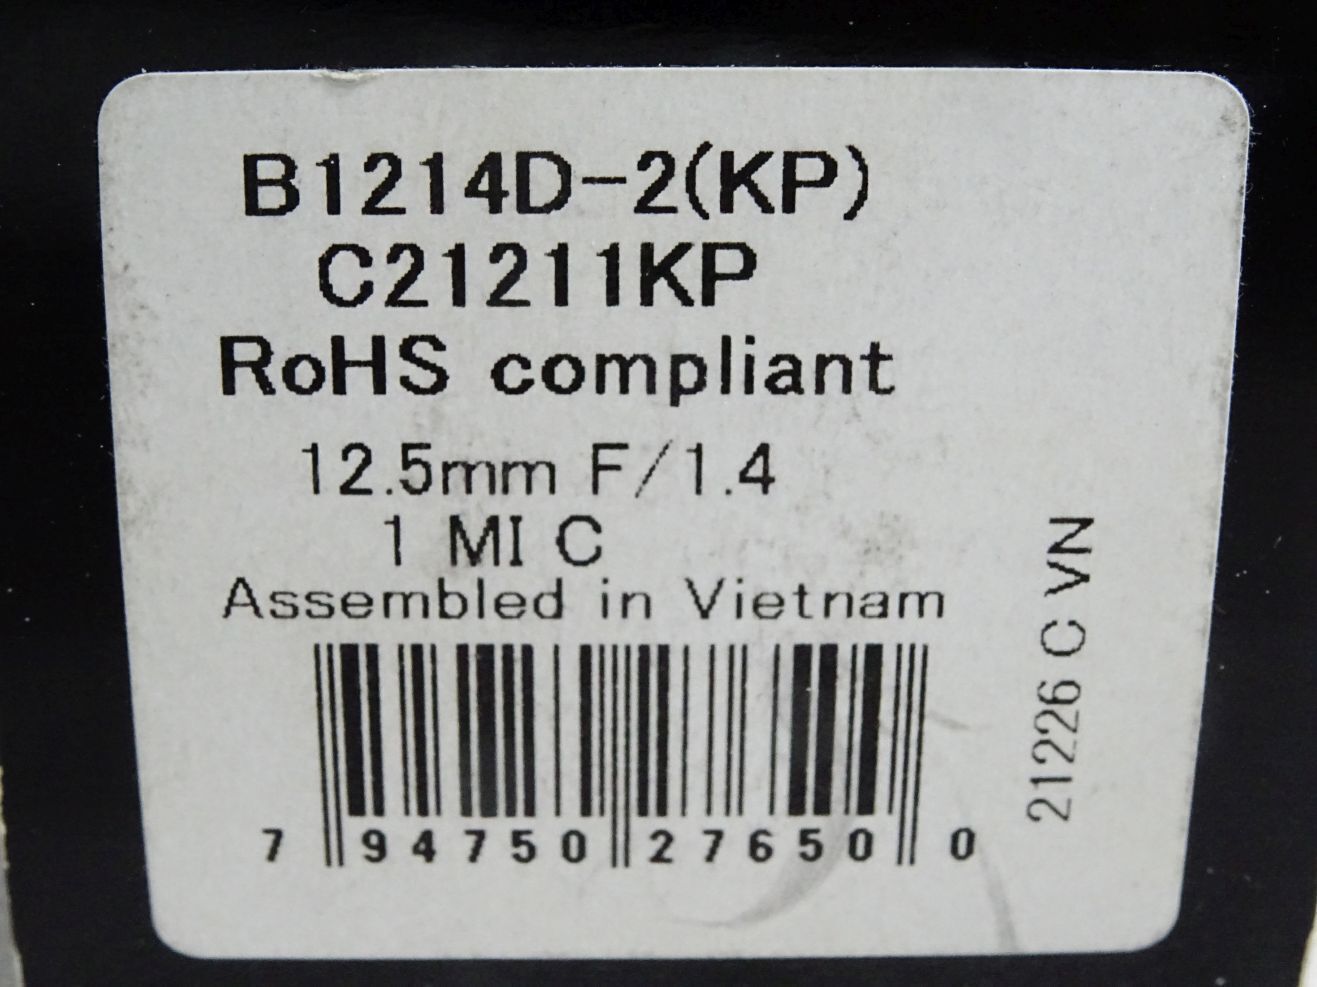 B1214D-2(KP)
C21211KP
RoHS compliant
12.5mm F/1.4
1 MI C
Assembled in Vietnam
7 94750 27650 0
21226 C VN